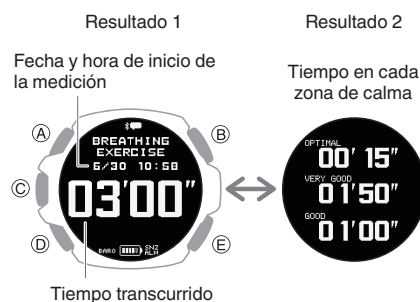 Resultado 1
Resultado 2
Fecha y hora de inicio de
la medición
Tiempo en cada
zona de calma
A
B
C
D
E
BREATHING
EXERCISE
6/30 10:58
03'00"
BARO
SNZ
ALM
OPTIMAL
00' 15"
VERY GOOD
01'50"
GOOD
01'00"
Tiempo transcurrido